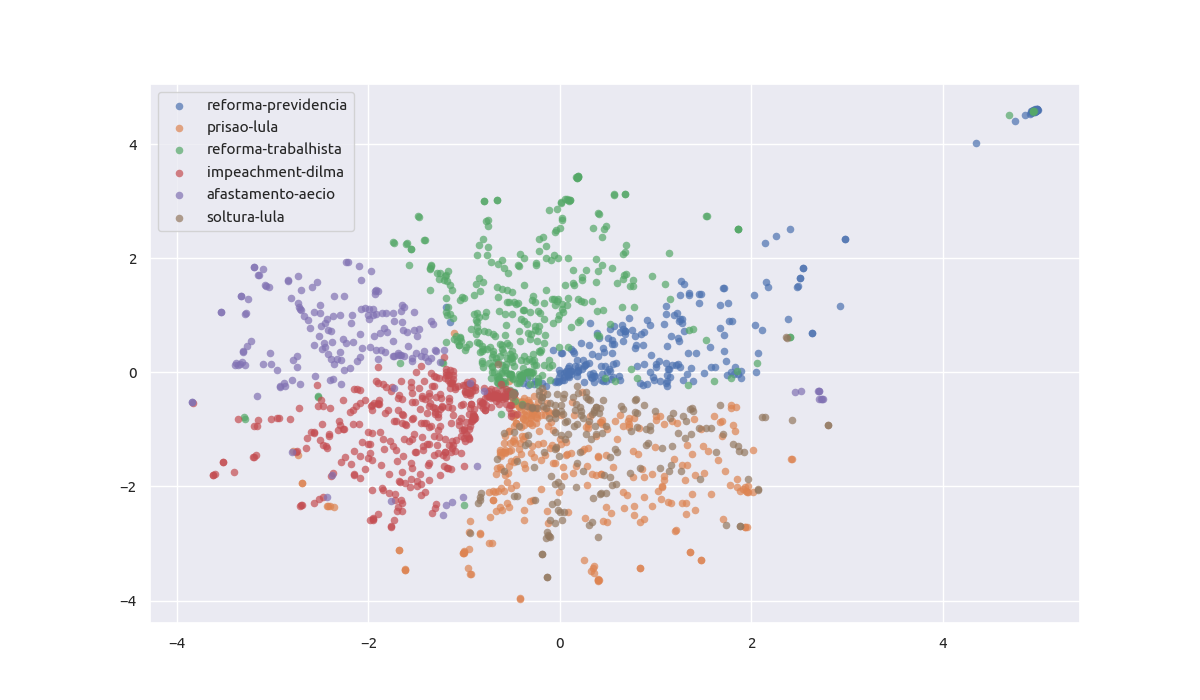 reforma-previdencia
prisao-lula
reforma-trabalhista
impeachment-dilma
afastamento-aecio
soltura-lula
4
2
0
−2
−4
−4
−2
0
2
4